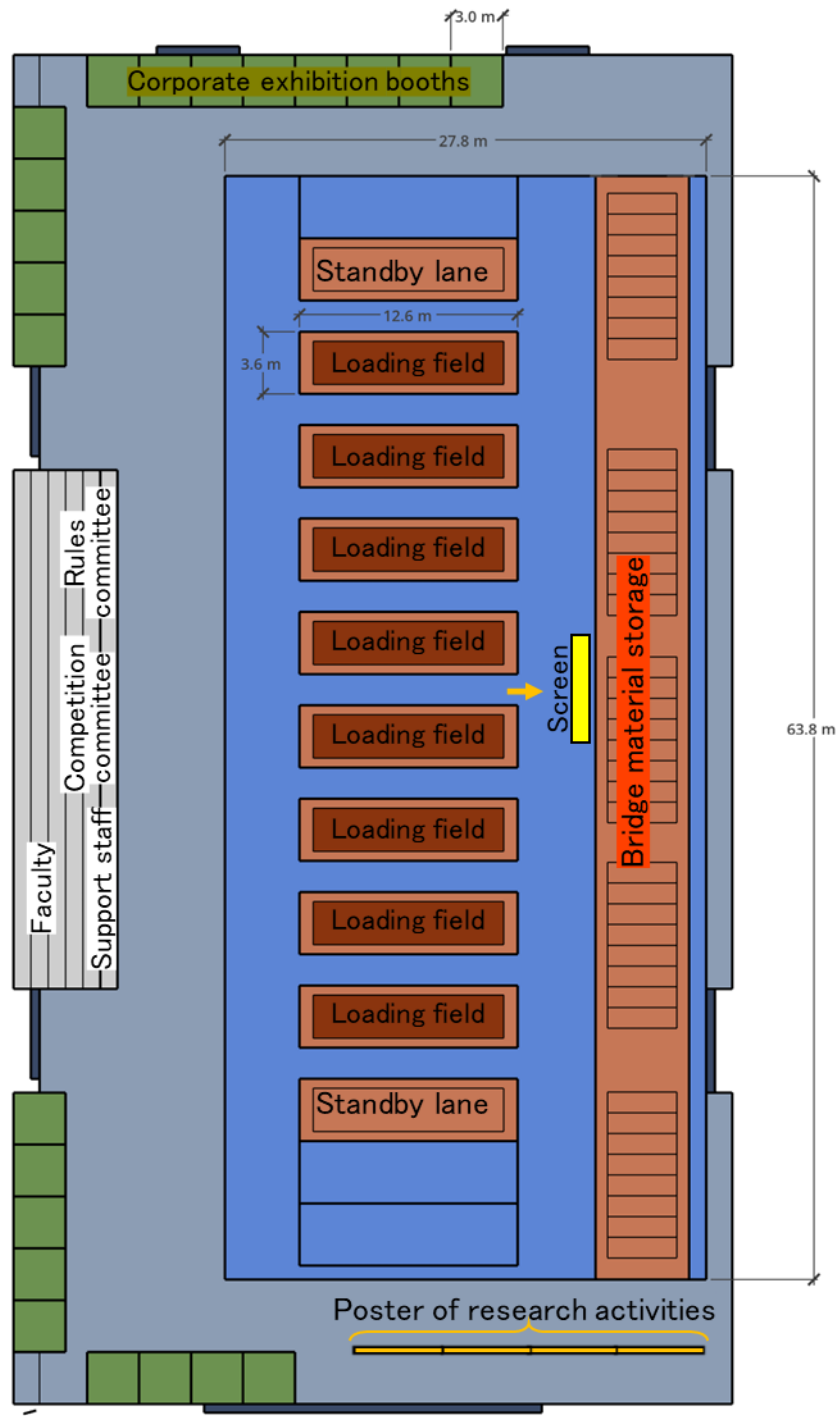 3.0 m
Corporate exhibition booths
27.8 m
Standby lane
12.6 m
3.6 m
Loading field
Loading field
Loading field
Loading field
Loading field
Loading field
Loading field
Loading field
Standby lane
Screen
Bridge material storage
63.8 m
Faculty
Competition Rules
Support staff committee committee
Poster of research activities